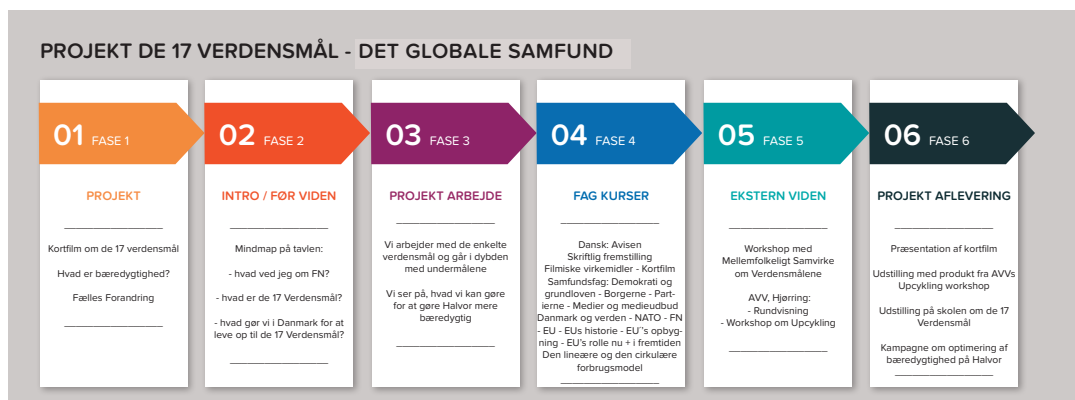 PROJEKT DE 17 VERDENSMÅL - DET GLOBALE SAMFUND
01 FASE 1
PROJEKT
Kortfilm om de 17 verdensmål
Hvad er bæredygtighed?
Fælles Forandring
02 FASE 2
INTRO / FØR VIDEN
Mindmap på tavlen:
- hvad ved jeg om FN?
- hvad er de 17 Verdensmål?
- hvad gør vi i Danmark for at
leve op til de 17 Verdensmål?
03 FASE 3
PROJEKT ARBEJDE
Vi arbejder med de enkelte
verdensmål og går i dybden
med undermålene
Vi ser på, hvad vi kan gøre
for at gøre Halvor mere
bæredygtig
04 FASE 4
FAG KURSER
Dansk: Avisen
Skriftlig fremstilling
Filmiske virkemidler - Kortfilm
Samfundsfag: Demokrati og
grundloven - Borgerne - Part-
ierne - Medier og medieudbud
Danmark og verden - NATO - FN
- EU - EUs historie - EU´'s opbyg-
ning - EU's rolle nu + i fremtiden
Den lineære og den cirkulære
forbrugsmodel
05 FASE 5
EKSTERN VIDEN
Workshop med
Mellemfolkeligt Samvirke
om Verdensmålene
AVV, Hjørring:
- Rundvisning
- Workshop om Upcykling
06 FASE 6
PROJEKT AFLEVERING
Præsentation af kortfilm
Udstilling med produkt fra AVVs
Upcykling workshop
Udstilling på skolen om de 17
Verdensmål
Kampagne om optimering af
bæredygtighed på Halvor